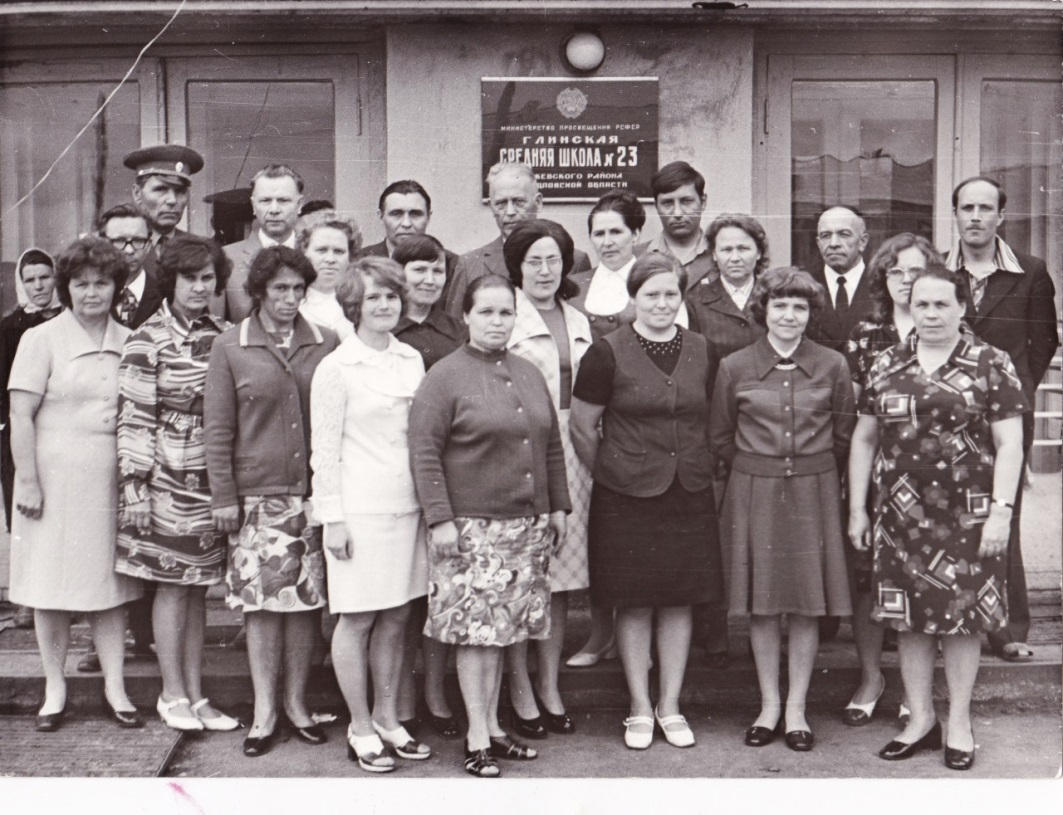 МИНИСТЕРСТВО ПРОСВЕЩЕНИЯ РСФСР
ГЛИНСКАЯ
СРЕДНЯЯ ШКОЛА № 23
РАЙОНА
ОБЛАСТИ